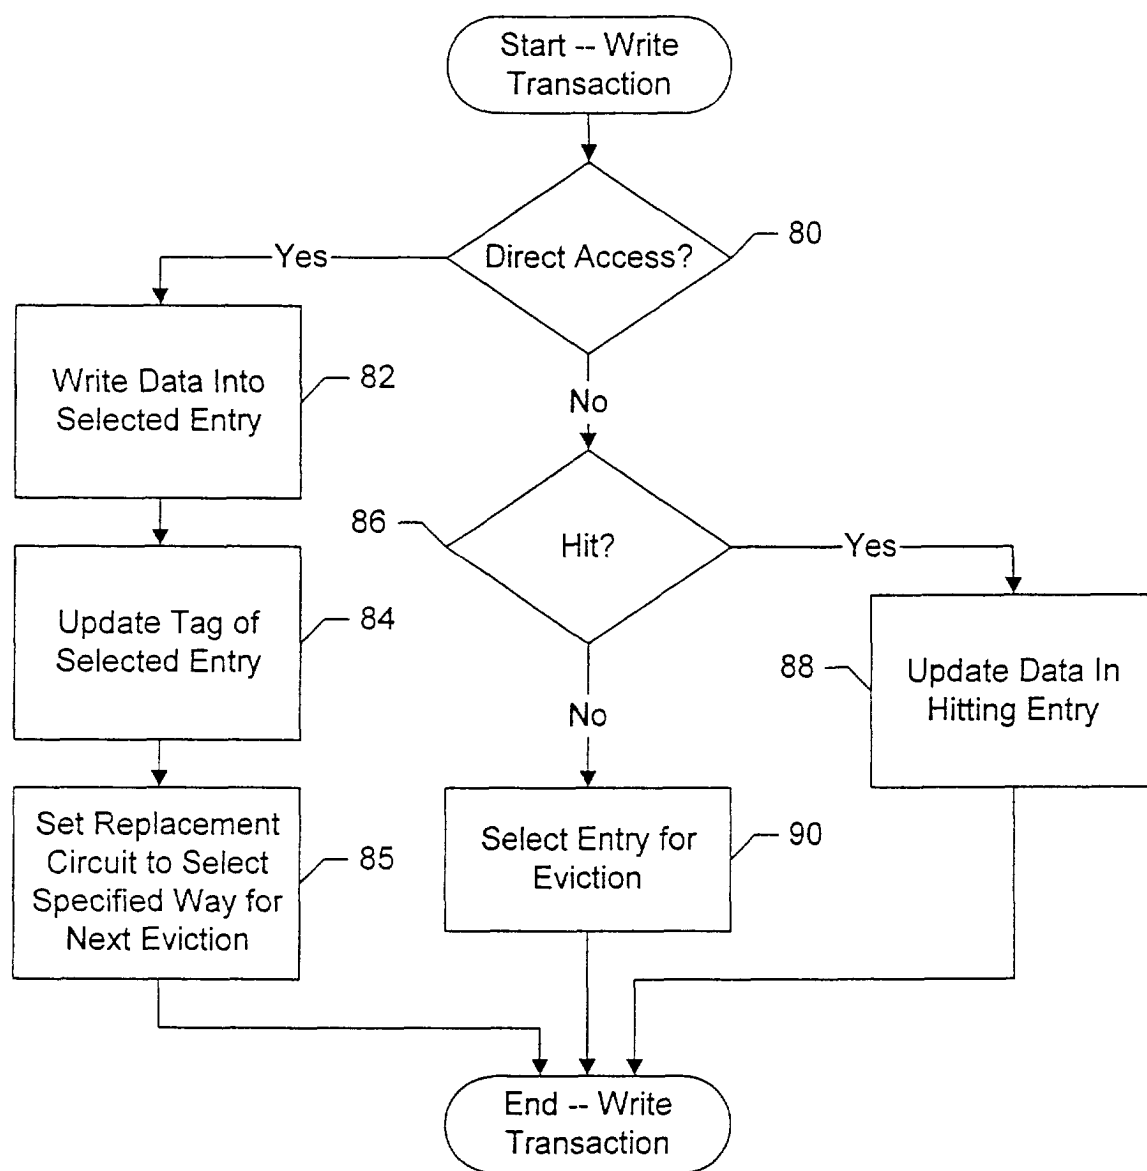 Start -- Write
Transaction
Direct Access?
80
Yes
Write Data Into
Selected Entry
82
No
86
Hit?
Yes
Update Tag of
Selected Entry
84
88
Update Data In
Hitting Entry
No
Set Replacement
Circuit to Select
Specified Way for
Next Eviction
85
Select Entry for
Eviction
90
End -- Write
Transaction